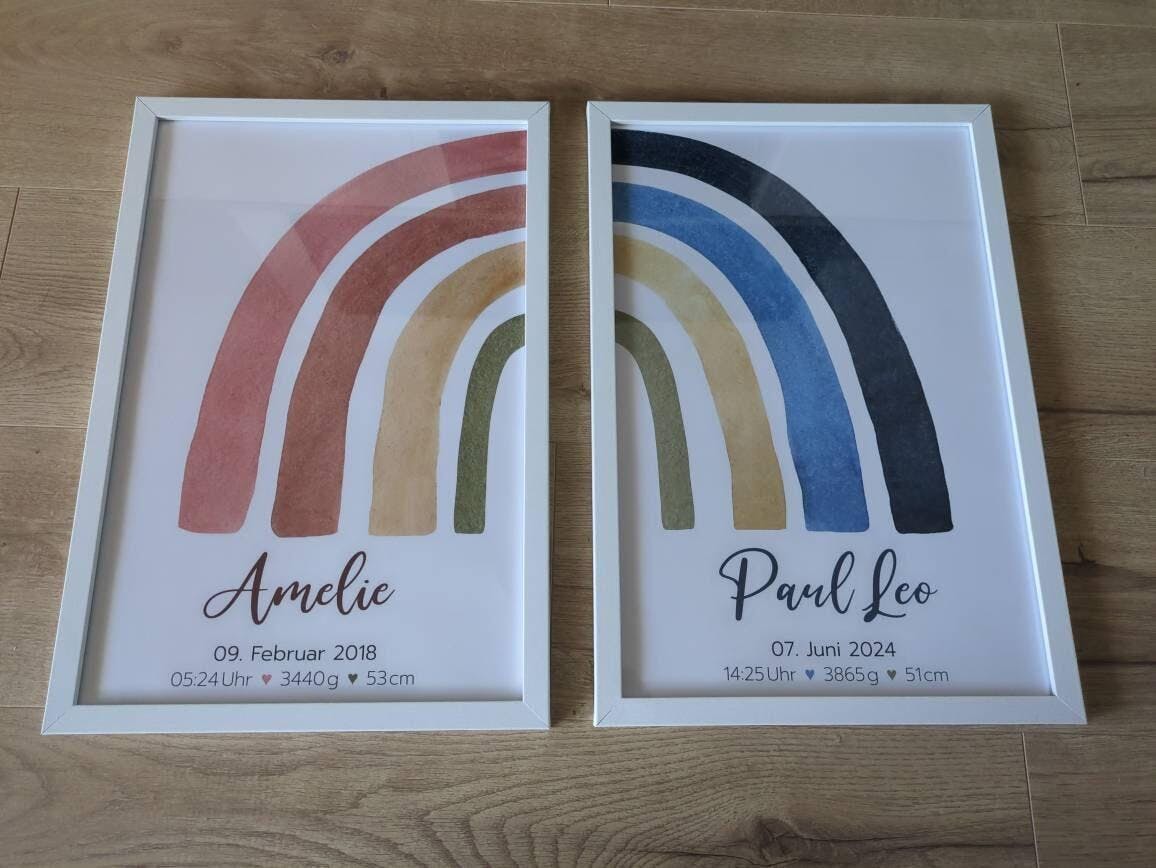 Amelie
09. Februar 2018
05:24 Uhr ♥ 3440g ♥ 53cm
Paul Leo
07. Juni 2024
14:25 Uhr ♥ 3865g ♥ 51cm